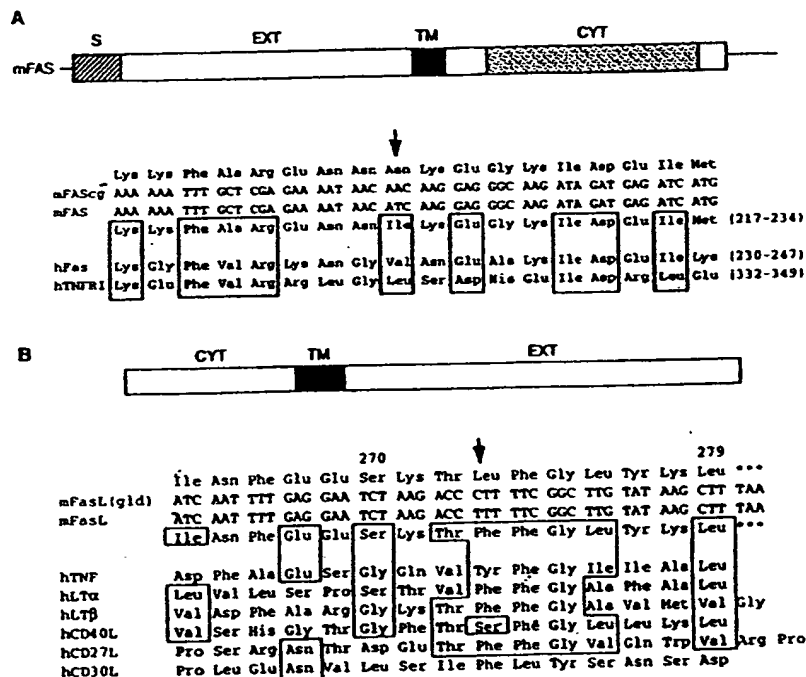 A
S EXT TM CYT
mFAS
Lys Lys Phe Ala Arg Glu Asn Asn Asn Lys Glu Gly Lys Ile Asp Glu Ile Met
mFAScg AAA AAA TTT GCT CGA GAA AAT AAC AAC AAG GAG GGC AAG ATA GAT GAG ATC ATG
mFAS AAA AAA TTT GCT CGA GAA AAT AAC ATC AAG GAG GGC AAG ATA GAT GAG ATC ATG
Lys Lys Phe Ala Arg Glu Asn Asn Ile Lys Glu Gly Lys Ile Asp Glu Ile Met (217-234)
hFas Lys Gly Phe Val Arg Lys Asn Gly Val Asn Glu Ala Lys Ile Asp Glu Ile Lys (230-247)
hTNFRI Lys Glu Phe Val Arg Arg Leu Gly Leu Ser Asp His Glu Ile Asp Arg Leu Glu (332-349)
B
CYT TM EXT
270 279
Ile Asn Phe Glu Glu Ser Lys Thr Leu Phe Gly Leu Tyr Lys Leu ***
mFasL(gld) ATC AAT TTT GAG GAA TCT AAG ACC CTT TTC GGC TTG TAT AAG CTT TAA
mFasL ATC AAT TTT GAG GAA TCT AAG ACC TTT TTC GGC TTG TAT AAG CTT TAA
Ile Asn Phe Glu Glu Ser Lys Thr Phe Phe Gly Leu Tyr Lys Leu ***
hTNF Asp Phe Ala Glu Ser Gly Gln Val Tyr Phe Gly Ile Ile Ala Leu
hLTα Leu Val Leu Ser Pro Ser Thr Val Phe Phe Gly Ala Phe Ala Leu
hLTβ Val Asp Phe Ala Arg Gly Lys Thr Phe Phe Gly Ala Val Met Val Gly
hCD40L Val Ser His Gly Thr Gly Phe Thr Ser Phe Gly Leu Leu Lys Leu
hCD27L Pro Ser Arg Asn Thr Asp Glu Thr Phe Phe Gly Val Gln Trp Val Arg Pro
hCD30L Pro Leu Glu Asn Val Leu Ser Ile Phe Leu Tyr Ser Asn Ser Asp